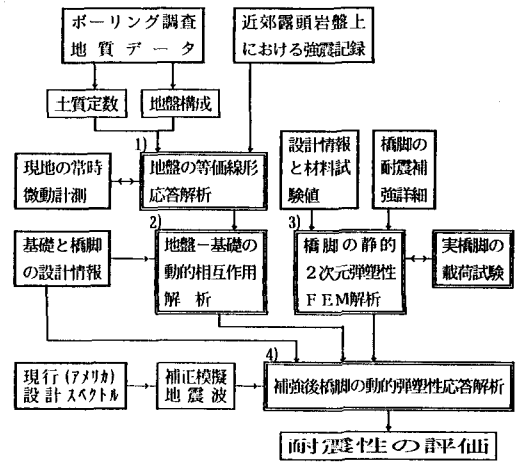 ボーリング調査
地質データ
近郊露頭岩盤上
における強震記録
土質定数
地盤構成
1)
現地の常時
微動計測
地盤の等価線形
応答解析
設計情報
と材料試
験値
橋脚の
耐震補
強詳細
2)
基礎と橋脚
の設計情報
地盤－基礎の
動的相互作用
解析
3)
橋脚の静的
2次元弾塑性
FEM解析
実橋脚の
載荷試験
4)
現行(アメリカ)
設計スペクトル
補正模擬
地震波
補強後橋脚の動的弾塑性応答解析
耐震性の評価